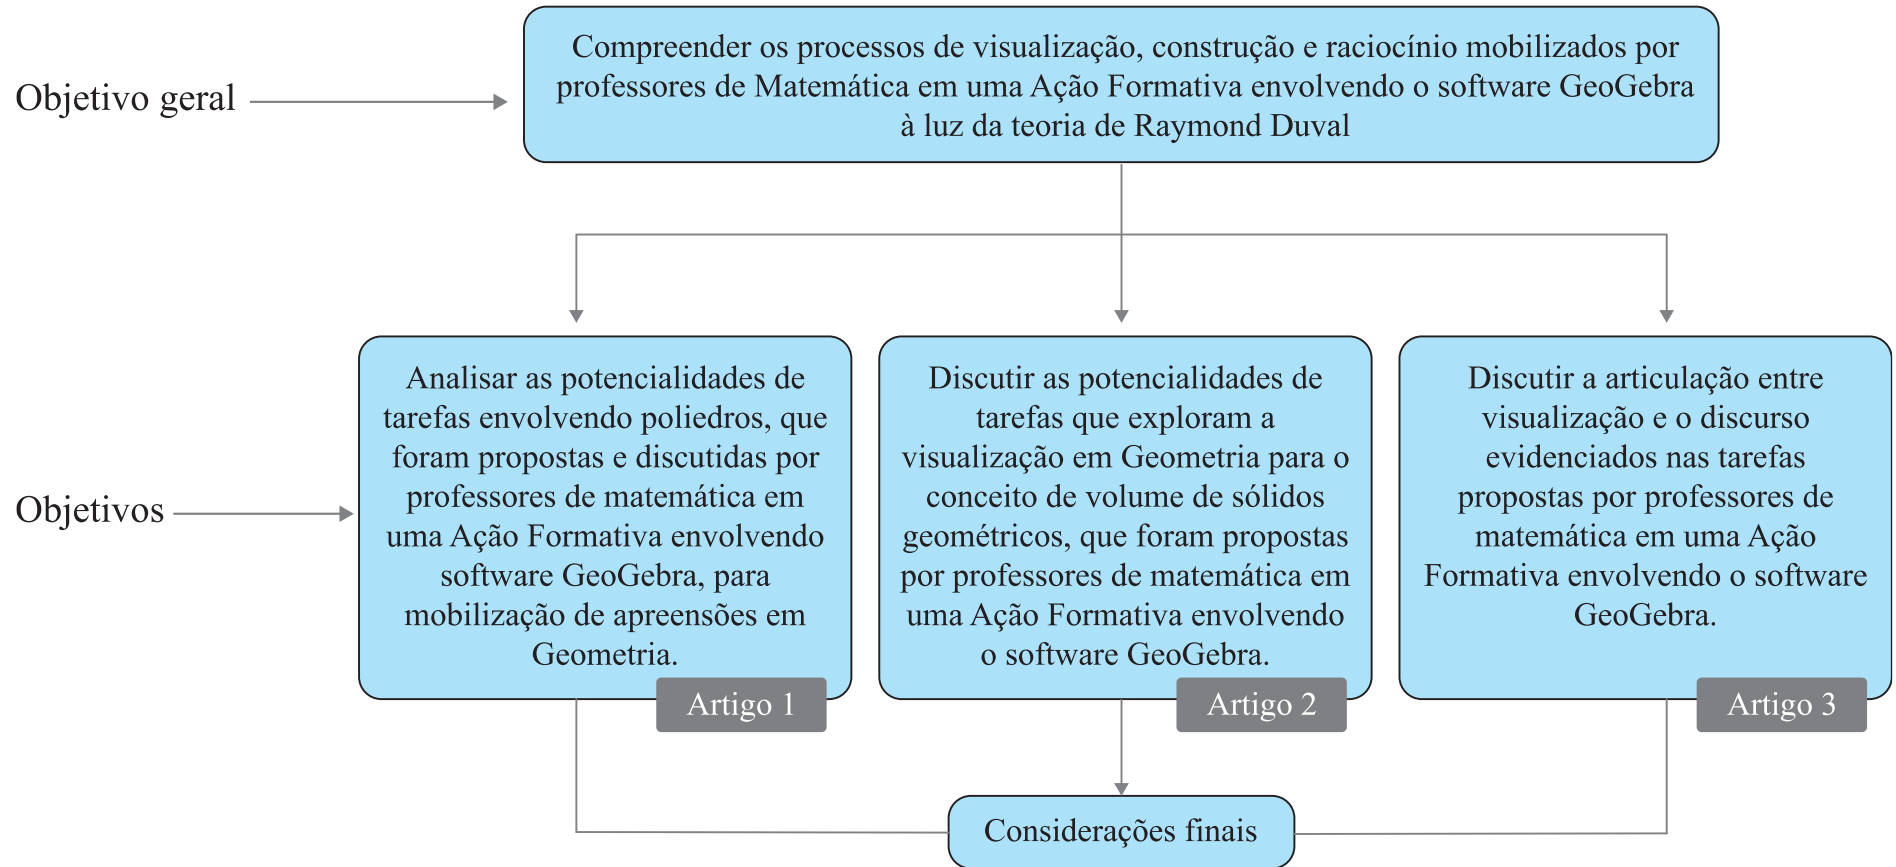 Objetivo geral
Compreender os processos de visualização, construção e raciocínio mobilizados por
professores de Matemática em uma Ação Formativa envolvendo o software GeoGebra
à luz da teoria de Raymond Duval
Objetivos
Analisar as potencialidades de
tarefas envolvendo poliedros, que
foram propostas e discutidas por
professores de matemática em
uma Ação Formativa envolvendo
software GeoGebra, para
mobilização de apreensões em
Geometria.
Artigo 1
Discutir as potencialidades de
tarefas que exploram a
visualização em Geometria para o
conceito de volume de sólidos
geométricos, que foram propostas
por professores de matemática em
uma Ação Formativa envolvendo
o software GeoGebra.
Artigo 2
Discutir a articulação entre
visualização e o discurso
evidenciados nas tarefas
propostas por professores de
matemática em uma Ação
Formativa envolvendo o software
GeoGebra.
Artigo 3
Considerações finais